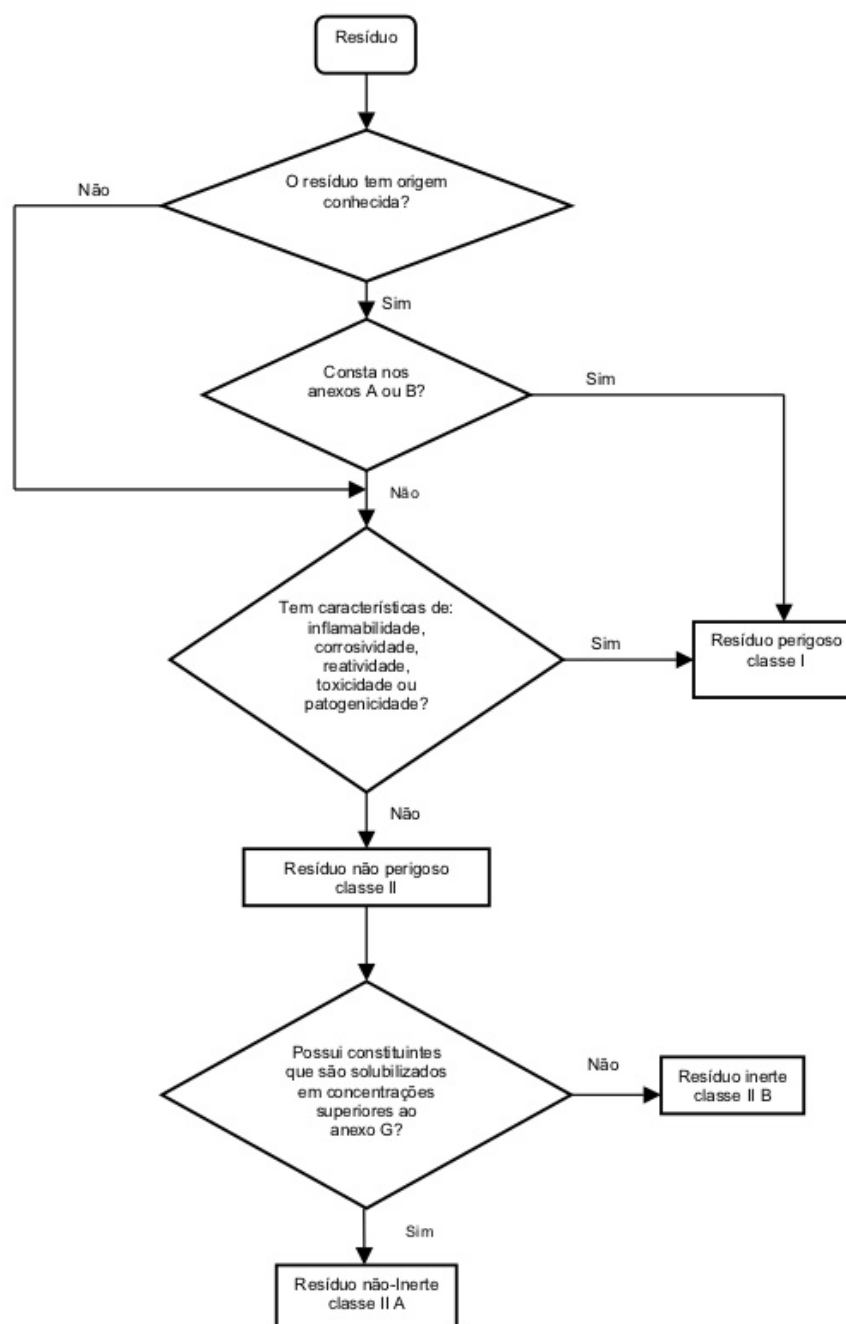 Resíduo
O resíduo tem origem
conhecida?
Não
Sim
Consta nos
anexos A ou B?
Sim
Não
Tem características de:
inflamabilidade,
corrosividade,
reatividade,
toxicidade ou
patogenicidade?
Sim
Resíduo perigoso
classe I
Não
Resíduo não perigoso
classe II
Possui constituintes
que são solubilizados
em concentrações
superiores ao
anexo G?
Não
Resíduo inerte
classe II B
Sim
Resíduo não-Inerte
classe II A